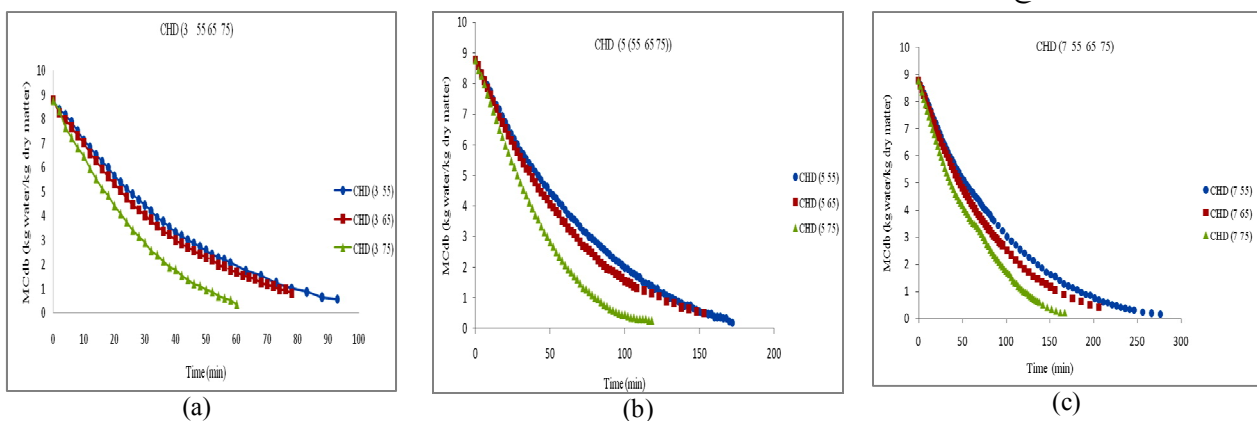 CHD (3 55 65 75)
MCdb (kg water/kg dry matter)
10
9
8
7
6
5
4
3
2
1
0
0 10 20 30 40 50 60 70 80 90 100
Time (min)
CHD (3 55)
CHD (3 65)
CHD (3 75)
(a)
CHD (5 (55 65 75))
MCdb (kg water/kg dry matter)
10
9
8
7
6
5
4
3
2
1
0
0 50 100 150 200
Time (min)
CHD (5 55)
CHD (5 65)
CHD (5 75)
(b)
CHD (7 55 65 75)
MCdb (kg water/kg dry matter)
10
9
8
7
6
5
4
3
2
1
0
0 50 100 150 200 250 300
Time (min)
CHD (7 55)
CHD (7 65)
CHD (7 75)
(c)